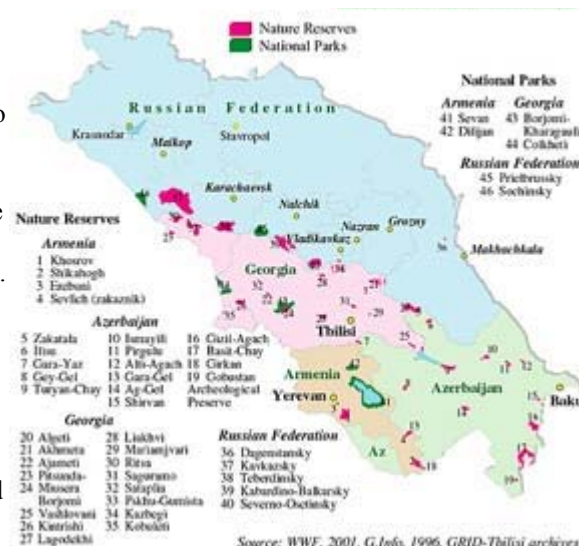 Nature Reserves
National Parks
Russian Federation
Krasnodar
Stavropol
Maikop
Karachaevsk
Nalchik
Nazran
Grozny
Vladikavkaz
Makhachkala
Georgia
Tbilisi
Armenia
Yerevan
Azerbaijan
Baku
Az
National Parks
Armenia
41 Sevan
42 Dilijan
Georgia
43 Borjomi-
Kharagauli
44 Colkheti
Russian Federation
45 Prielbrussky
46 Sochinsky
Nature Reserves
Armenia
1 Khosrov
2 Shikahogh
3 Erebuni
4 Sevlich (zakaznik)
Azerbaijan
5 Zakatala
6 Ilisu
7 Gara-Yaz
8 Gey-Gel
9 Turyan-Chay
10 Ismayili
11 Pirgulu
12 Alti-Agach
13 Gara-Gel
14 Ag-Gel
15 Shirvan
16 Gizil-Agach
17 Basit-Chay
18 Girkan
19 Gobustan
Archeological
Preserve
Georgia
20 Algeti
21 Akhmeta
22 Ajameti
23 Pitsunda-
Miusera
24 Borjomi
25 Vashlovani
26 Kintrishi
27 Lagodekhi
28 Liakhvi
29 Mariamjvari
30 Ritsa
31 Saguramo
32 Sataplia
33 Pskhu-Gumista
34 Kazbegi
35 Kobuleti
Russian Federation
36 Dagestansky
37 Kavkazsky
38 Teberdinsky
39 Kabardino-Balkarsky
40 Severno-Osetinsky
Source: WWF, 2001, G.Info, 1996, GRID-Tbilisi archives